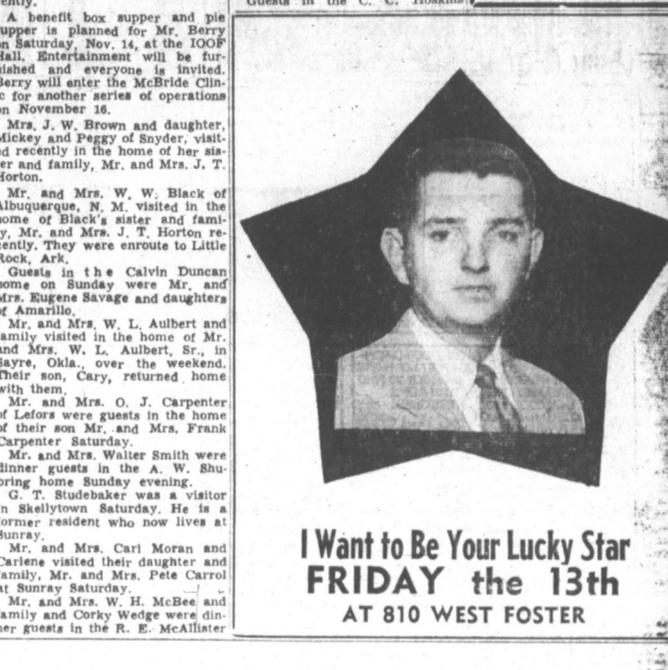 ently.
A benefit box supper and pie
upper is planned for Mr. Berry
on Saturday, Nov. 14, at the IOOF
Hall. Entertainment will be fur-
ished and everyone is invited.
Berry will enter the McBride Clin-
c for another series of operations
on November 16.
Mrs. J. W. Brown and daughter,
Mickey and Peggy of Snyder, visit-
ed recently in the home of her sis-
er and family, Mr. and Mrs. J. T.
Horton.
Mr. and Mrs. W. W. Black of
Albuquerque, N. M. visited in the
home of Black's sister and fami-
y, Mr. and Mrs. J. T. Horton re-
cently. They were enroute to Little
Rock, Ark.
Guests in the Calvin Duncan
home on Sunday were Mr. and
Mrs. Eugene Savage and daughters
of Amarillo.
Mr. and Mrs. W. L. Aulbert and
family visited in the home of Mr.
and Mrs. W. L. Aulbert, Sr., in
Sayre, Okla., over the weekend.
Their son, Cary, returned home
with them.
Mr. and Mrs. O. J. Carpenter
of Lefors were guests in the home
of their son Mr. and Mrs. Frank
Carpenter Saturday.
Mr. and Mrs. Walter Smith were
dinner guests in the A. W. Shu-
bring home Sunday evening.
G. T. Studebaker was a visitor
in Skellytown Saturday. He is a
former resident who now lives at
Sunray.
Mr. and Mrs. Carl Moran and
Carlene visited their daughter and
family, Mr. and Mrs. Pete Carrol
at Sunray Saturday.
Mr. and Mrs. W. H. McBee and
family and Corky Wedge were din-
ner guests in the R. E. McAllister
Guests in the C. C. Hoskins
I Want to Be Your Lucky Star
FRIDAY the 13th
AT 810 WEST FOSTER